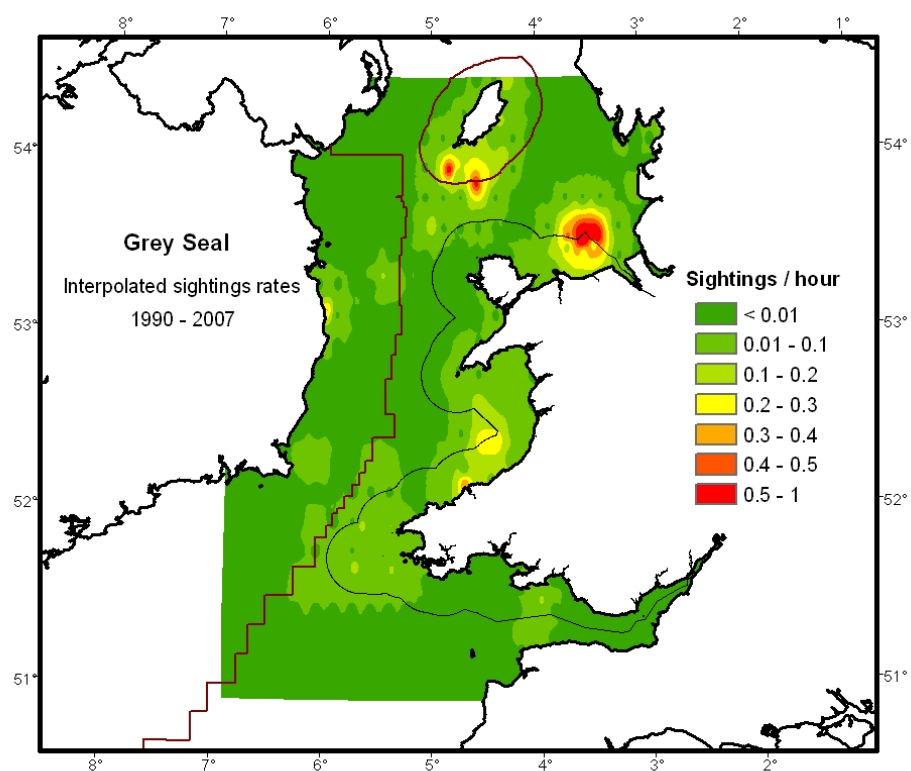 8° 7° 6° 5° 4° 3° 2° 1°
54° 54°
Grey Seal
Interpolated sightings rates
1990 - 2007
Sightings / hour
< 0.01
0.01 - 0.1
0.1 - 0.2
0.2 - 0.3
0.3 - 0.4
0.4 - 0.5
0.5 - 1
53° 53°
52° 52°
51° 51°
8° 7° 6° 5° 4° 3° 2°